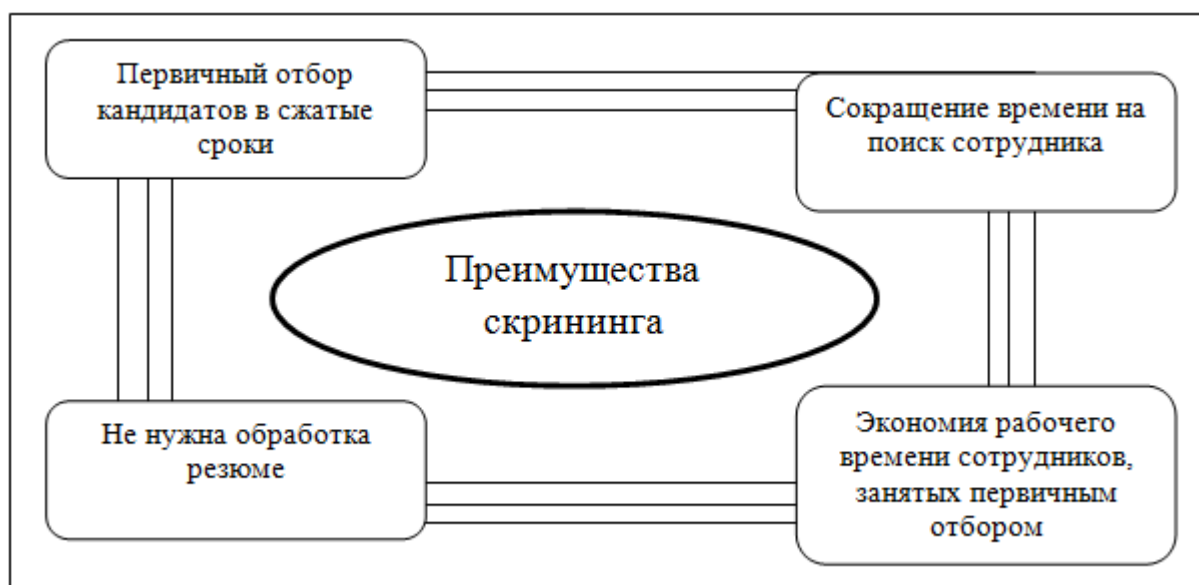 Первичный отбор
кандидатов в сжатые
сроки
Сокращение времени на
поиск сотрудника
Преимущества
скрининга
Не нужна обработка
резюме
Экономия рабочего
времени сотрудников,
занятых первичным
отбором